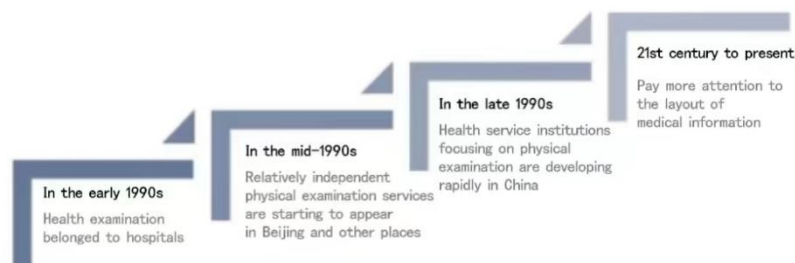 In the early 1990s
Health examination
belonged to hospitals
In the mid-1990s
Relatively independent
physical examination services
are starting to appear
in Beijing and other places
In the late 1990s
Health service institutions
focusing on physical
examination are developing
rapidly in China
21st century to present
Pay more attention to
the layout of
medical information